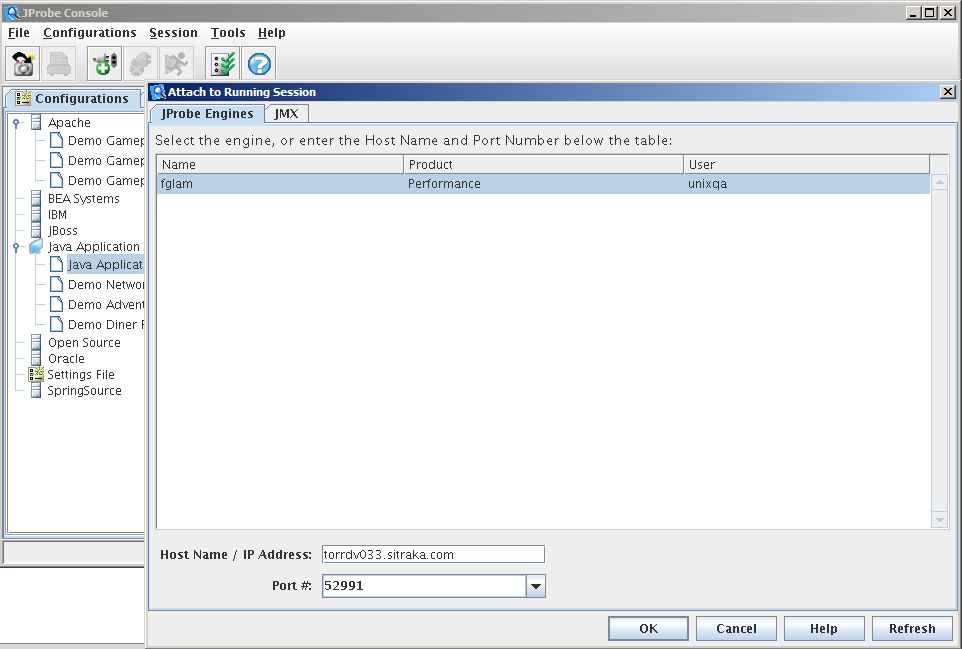 JProbe Console
File Configurations Session Tools Help
Configurations
Apache
Demo Gamep
Demo Gamep
Demo Gamep
BEA Systems
IBM
JBoss
Java Application
Java Applicat
Demo Networ
Demo Advent
Demo Diner
Open Source
Oracle
Settings File
SpringSource
Attach to Running Session
JProbe Engines JMX
Select the engine, or enter the Host Name and Port Number below the table:
Name Product User
fglam Performance unixqa
Host Name / IP Address: torrdv033.sitraka.com
Port #: 52991
OK Cancel Help Refresh